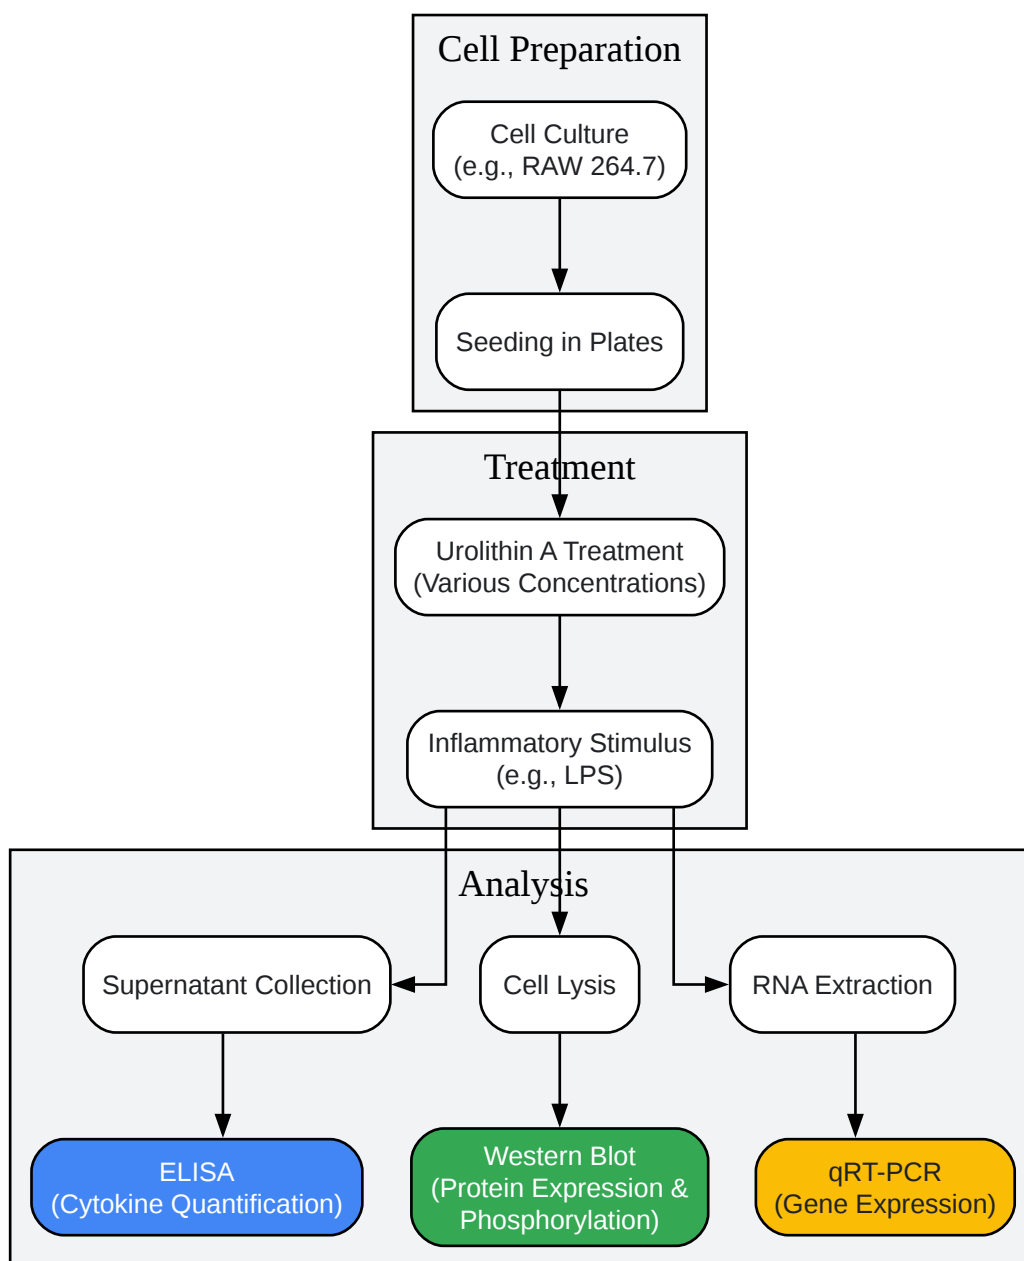 Cell Preparation
Cell Culture
(e.g., RAW 264.7)
Seeding in Plates
Treatment
Urolithin A Treatment
(Various Concentrations)
Inflammatory Stimulus
(e.g., LPS)
Analysis
Supernatant Collection
Cell Lysis
RNA Extraction
ELISA
(Cytokine Quantification)
Western Blot
(Protein Expression &
Phosphorylation)
qRT-PCR
(Gene Expression)